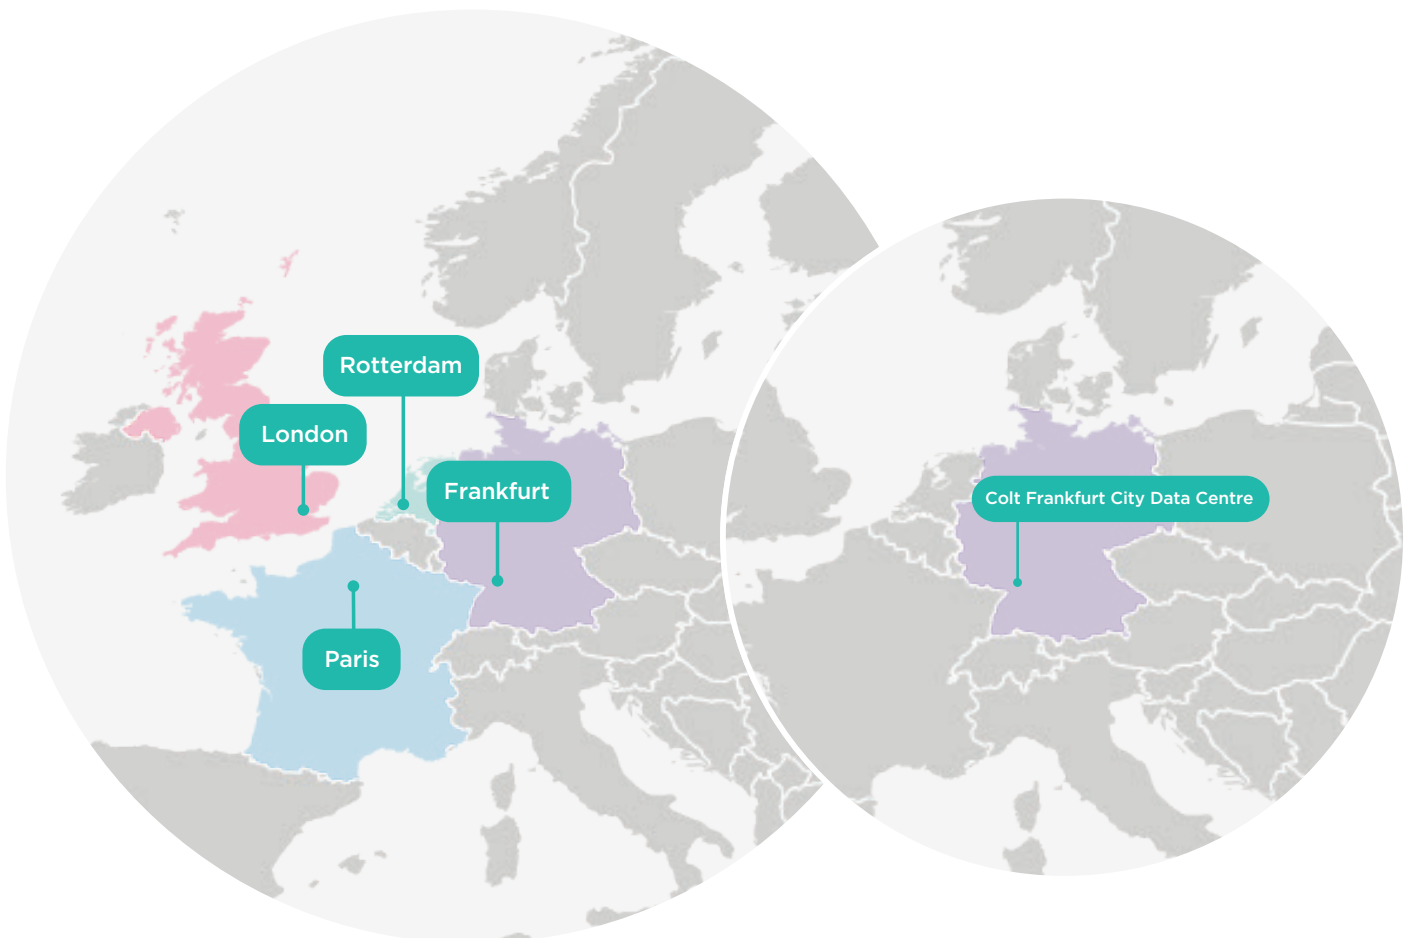 Rotterdam
London
Frankfurt
Colt Frankfurt City Data Centre
Paris